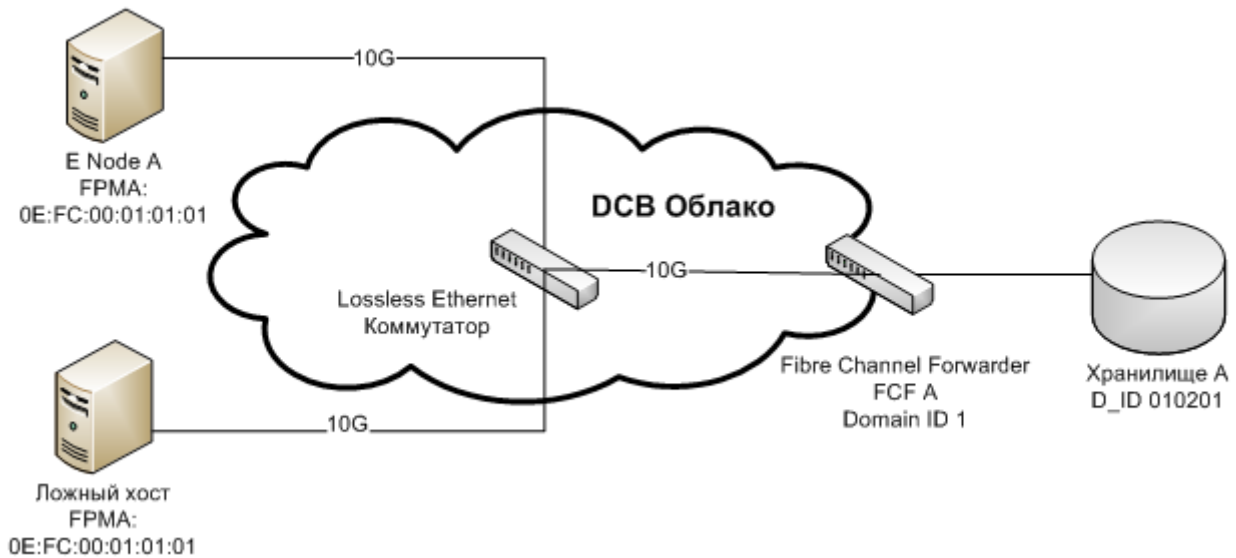 10G
E Node A
FPMA:
0E:FC:00:01:01:01
DCB Облако
10G
Lossless Ethernet
Коммутатор
Fibre Channel Forwarder
FCF A
Domain ID 1
Хранилище A
D_ID 010201
10G
Ложный хост
FPMA:
0E:FC:00:01:01:01